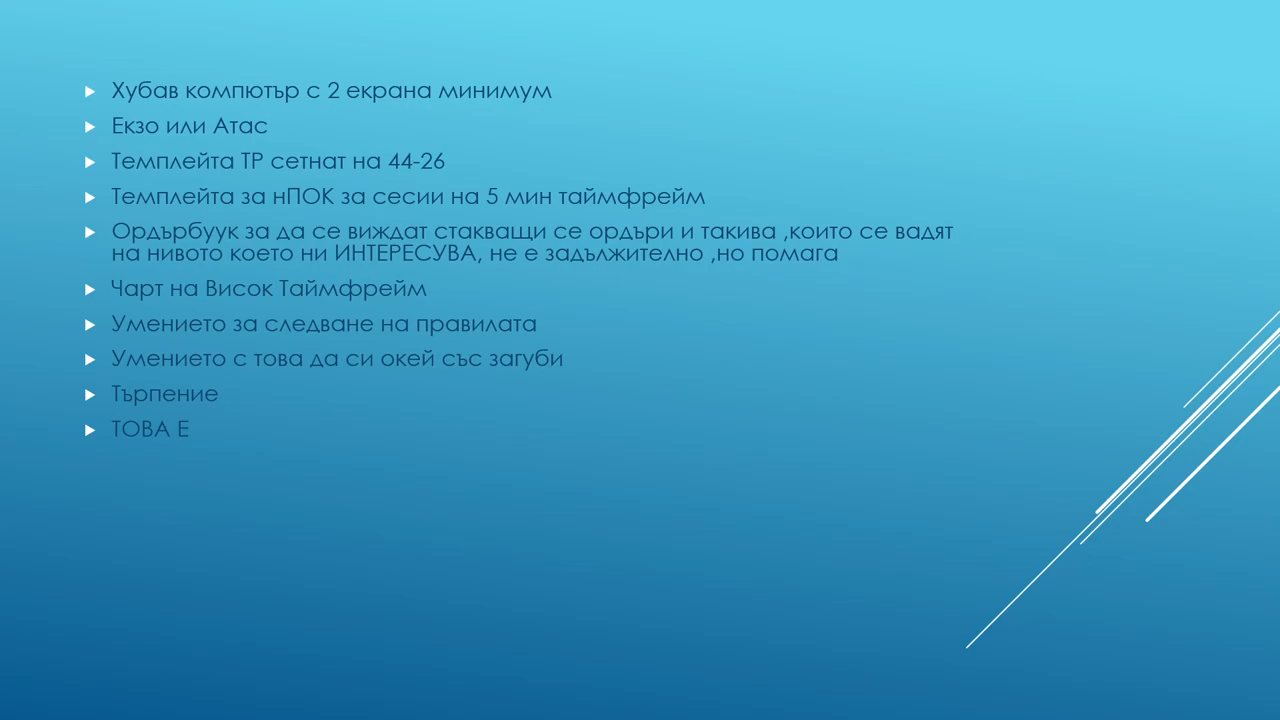 Хубав компютър с 2 екрана минимум
Екзо или Атас
Темплейта ТР сетнат на 44-26
Темплейта за нПОК за сесии на 5 мин таймфрейм
Ордърбуук за да се виждат стакващи се ордъри и такива ,които се вадят
на нивото което ни ИНТЕРЕСУВА, не е задължително ,но помага
Чарт на Висок Таймфрейм
Умението за следване на правилата
Умението с това да си окей със загуби
Търпение
ТОВА Е